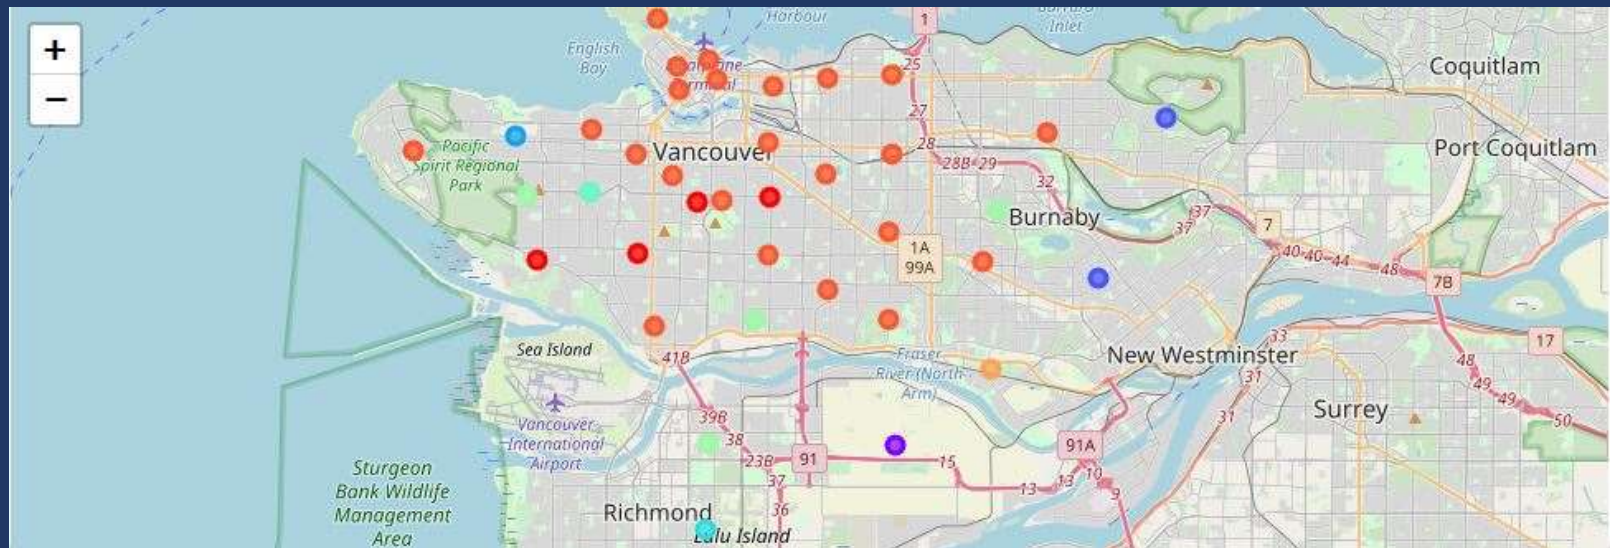 +
−
English
Bay
Harbour
Burrard
Inlet
1
25
27
28
28B
29
32
37
37
37
Coquitlam
Port Coquitlam
Pacific
Spirit Regional
Park
Vancouver
Burnaby
1A
99A
7
40
40
44
48
7B
17
33
48
49
49
50
Sea Island
41B
Fraser
River (North
Arm)
New Westminster
31
31
Surrey
Vancouver
International
Airport
39B
38
23B
91
15
13
13
10
9
91A
37
36
Sturgeon
Bank Wildlife
Management
Area
Richmond
Lulu Island